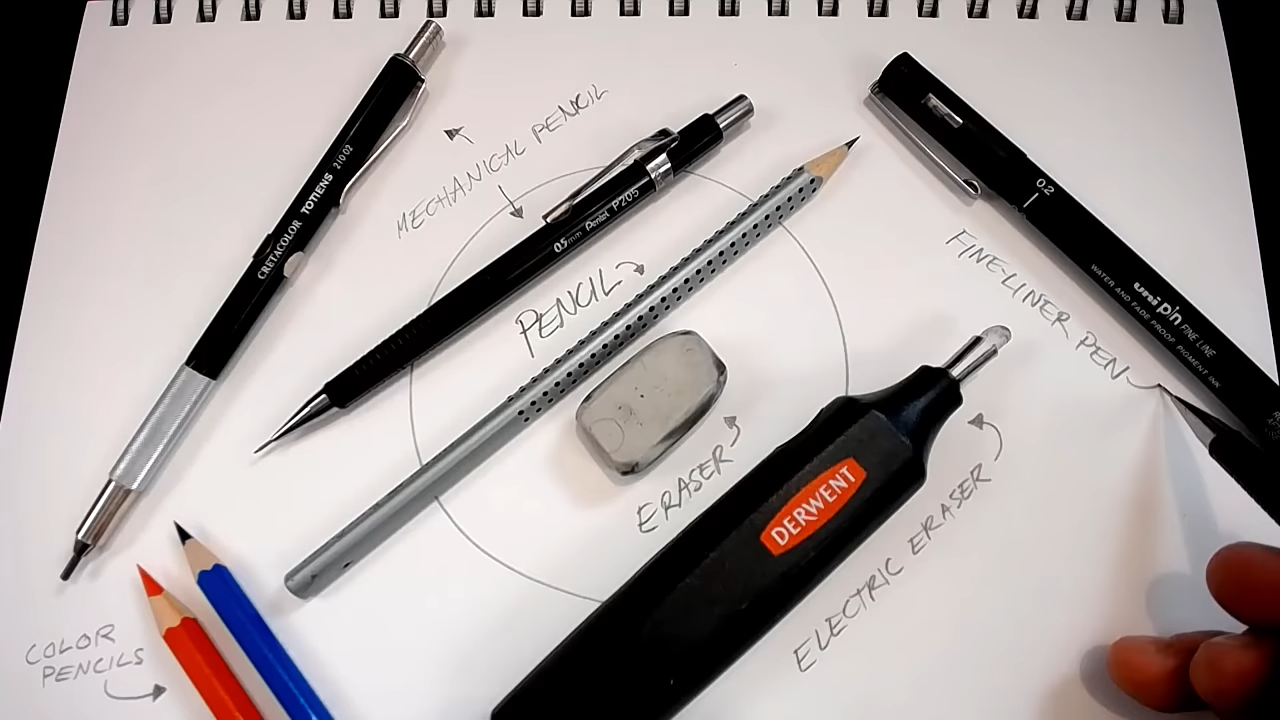 MECHANICAL PENCIL
CRETACOLOR TOTIENS 210 02
0.5mm Pentel P205
PENCIL
0.2
uni pin FINE LINE
WATER AND FADE PROOF PIGMENT INK
FINE-LINER PEN
ERASER
DERWENT
ELECTRIC ERASER
COLOR
PENCILS